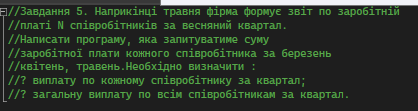 //Завдання 5. Наприкінці травня фірма формує звіт по заробітній
//платі N співробітників за весняний квартал.
//Написати програму, яка запитуватиме суму
//заробітної плати кожного співробітника за березень
//квітень, травень.Необхідно визначити :
//? виплату по кожному співробітнику за квартал;
//? загальну виплату по всім співробітникам за квартал.